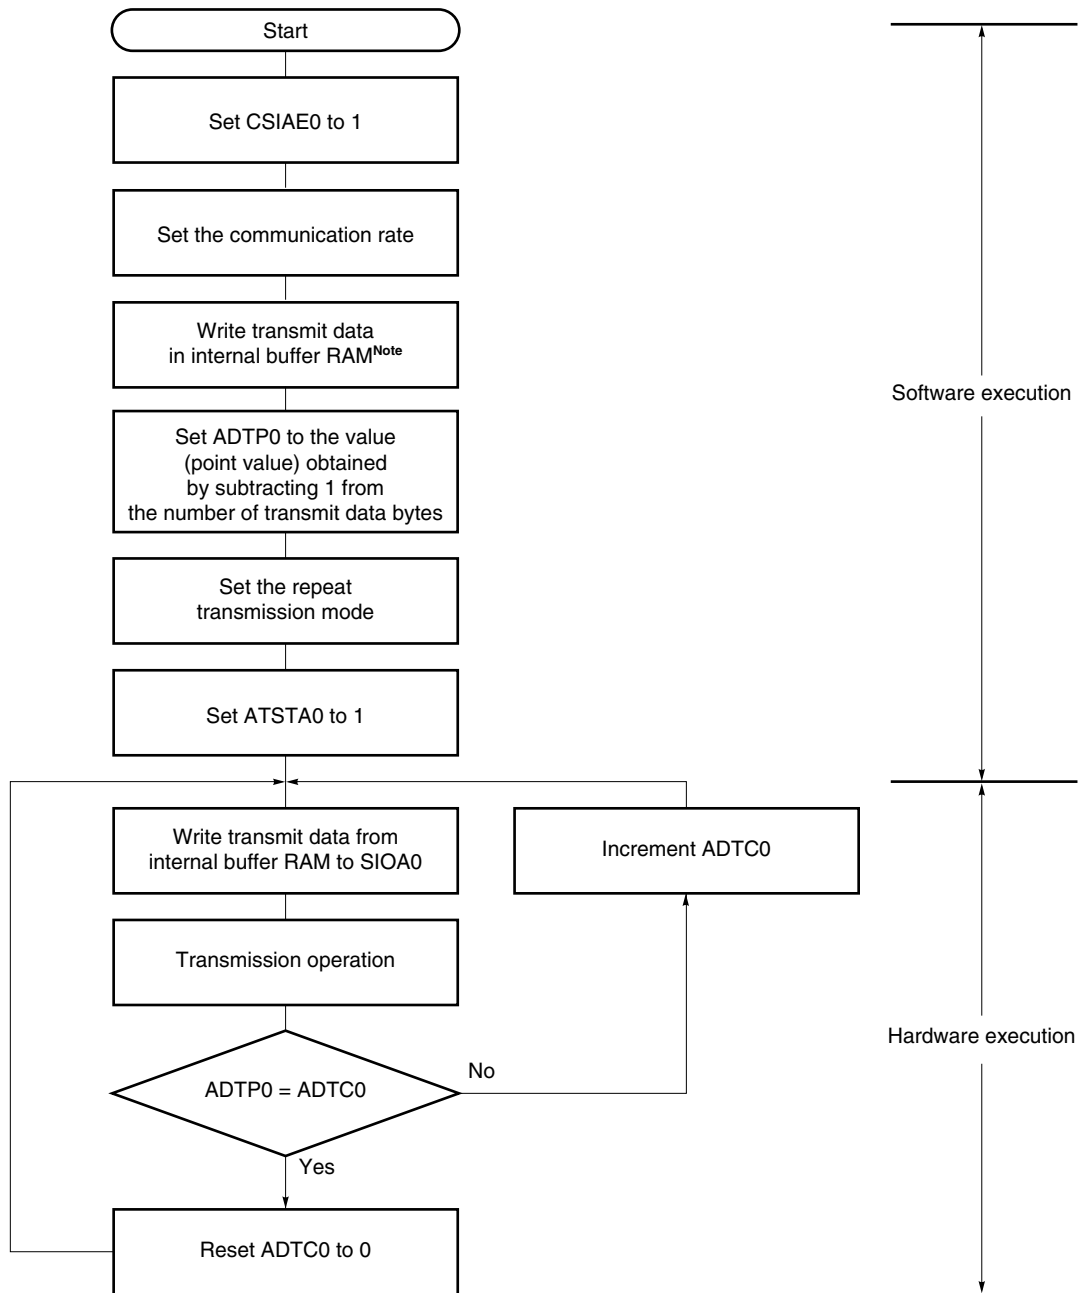 Start
Set CSIAE0 to 1
Set the communication rate
Write transmit data
in internal buffer RAMNote
Software execution
Set ADTP0 to the value
(point value) obtained
by subtracting 1 from
the number of transmit data bytes
Set the repeat
transmission mode
Set ATSTA0 to 1
Write transmit data from
internal buffer RAM to SIOA0
Increment ADTC0
Transmission operation
Hardware execution
ADTP0 = ADTC0
No
Yes
Reset ADTC0 to 0